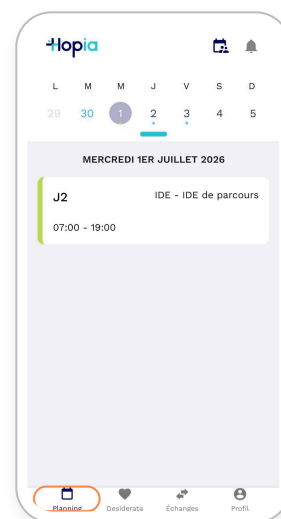 Hopia
L M M J V S D
29 30 1 2 3 4 5
MERCREDI 1ER JUILLET 2026
J2 IDE - IDE de parcours
07:00 - 19:00
Planning Desiderata Échanges Profil